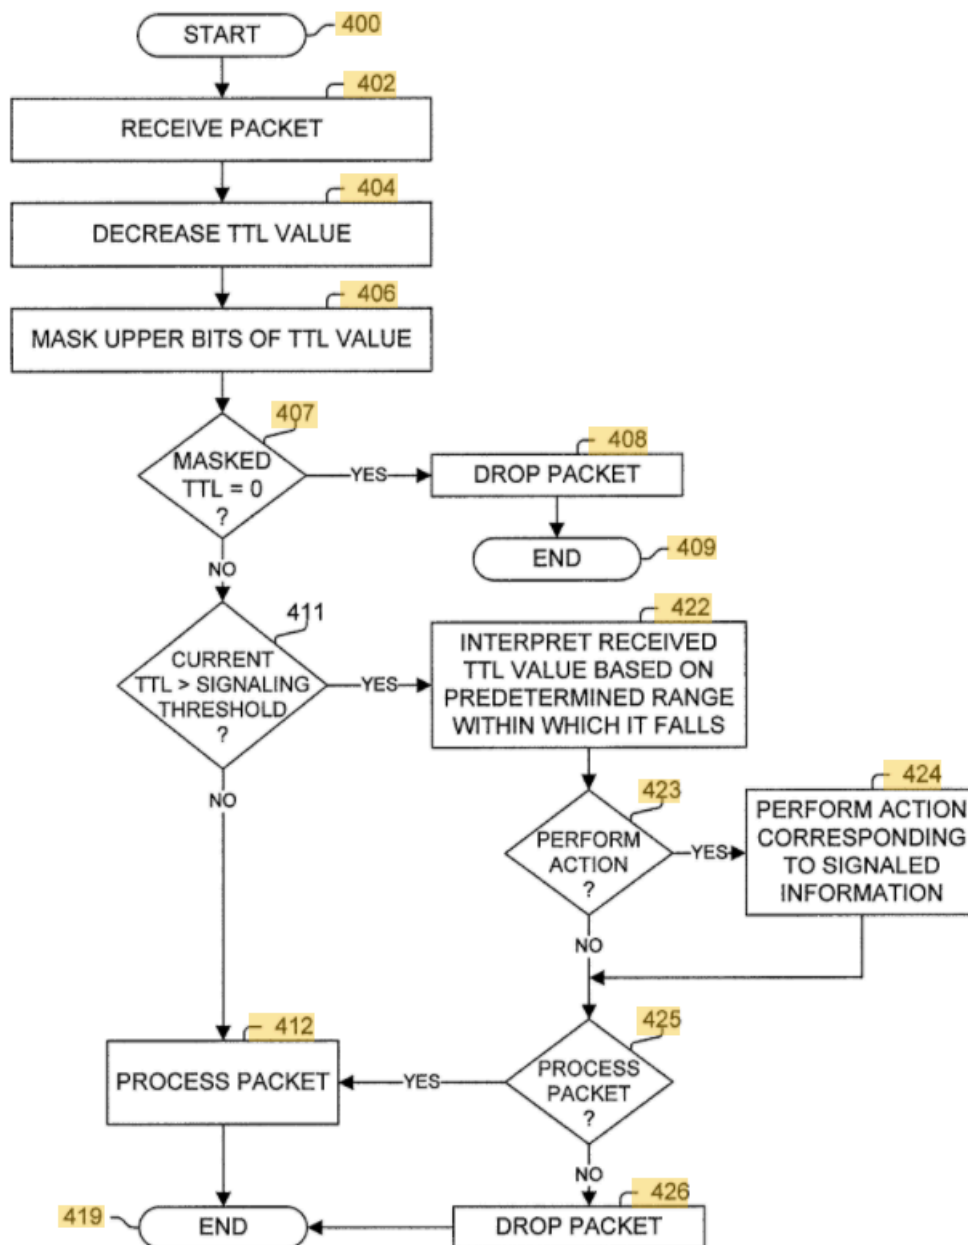 START
400
402
RECEIVE PACKET
404
DECREASE TTL VALUE
406
MASK UPPER BITS OF TTL VALUE
407
MASKED
TTL = 0
?
YES
408
DROP PACKET
END
409
NO
411
CURRENT
TTL > SIGNALING
THRESHOLD
?
YES
422
INTERPRET RECEIVED
TTL VALUE BASED ON
PREDETERMINED RANGE
WITHIN WHICH IT FALLS
NO
423
PERFORM
ACTION
?
YES
424
PERFORM ACTION
CORRESPONDING
TO SIGNALED
INFORMATION
NO
412
PROCESS PACKET
425
PROCESS
PACKET
?
YES
NO
419
END
426
DROP PACKET